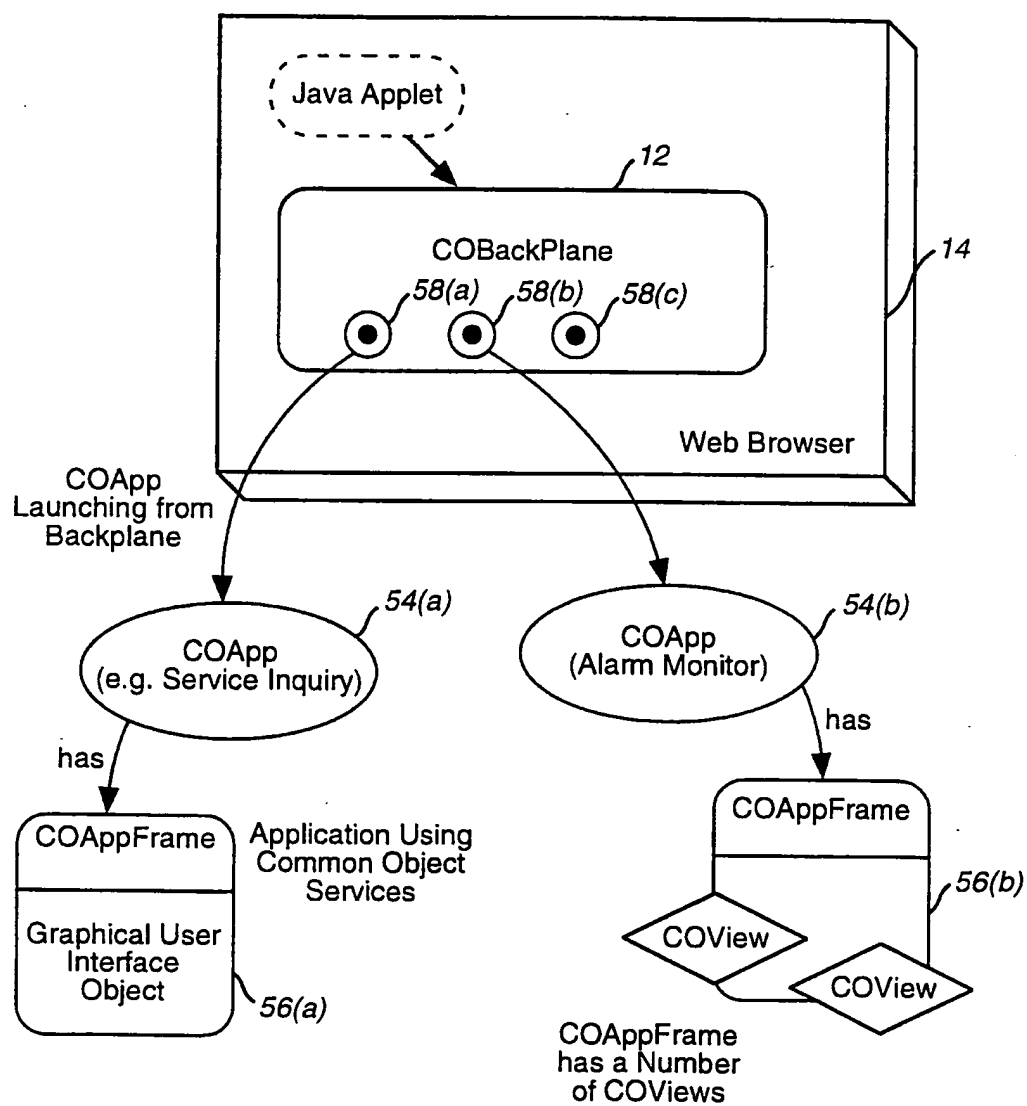 Java Applet
12
COBackPlane
14
58(a)
58(b)
58(c)
Web Browser
COApp
Launching from
Backplane
54(a)
COApp
(e.g. Service Inquiry)
54(b)
COApp
(Alarm Monitor)
has
has
COAppFrame
Graphical User
Interface
Object
56(a)
Application Using
Common Object
Services
COAppFrame
56(b)
COView
COView
COAppFrame
has a Number
of COViews